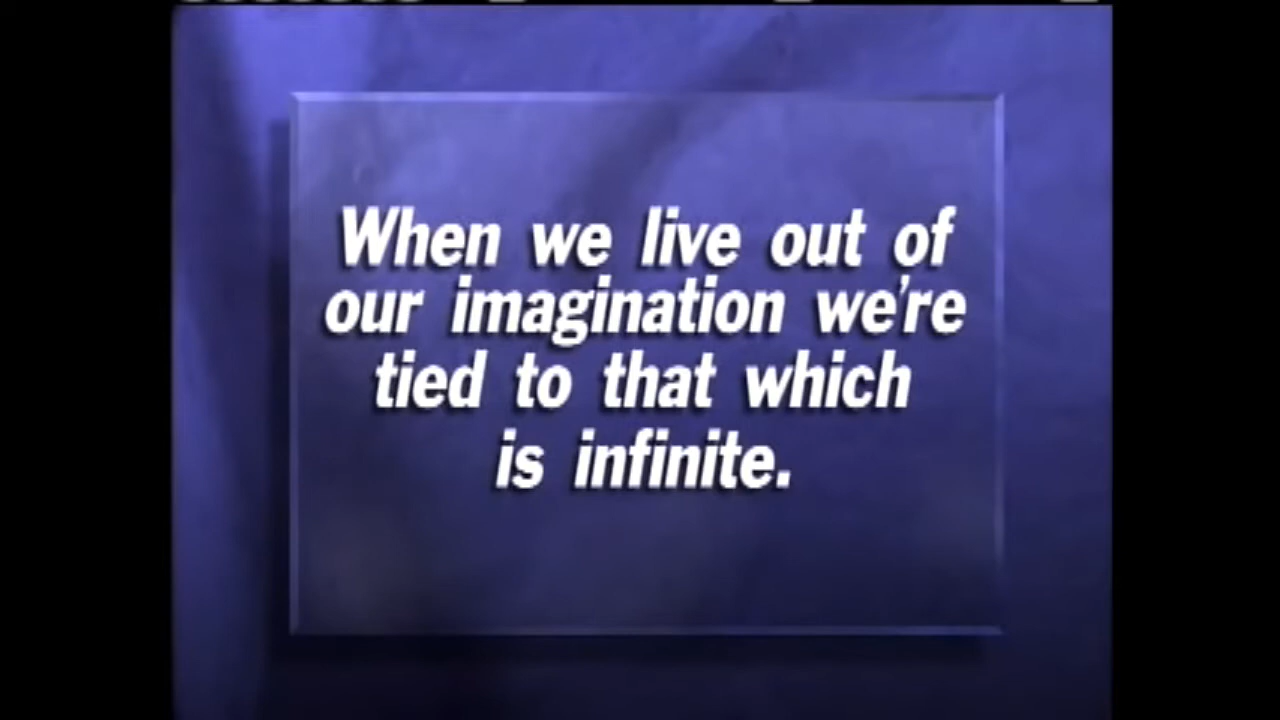 When we live out of
our imagination we're
tied to that which
is infinite.